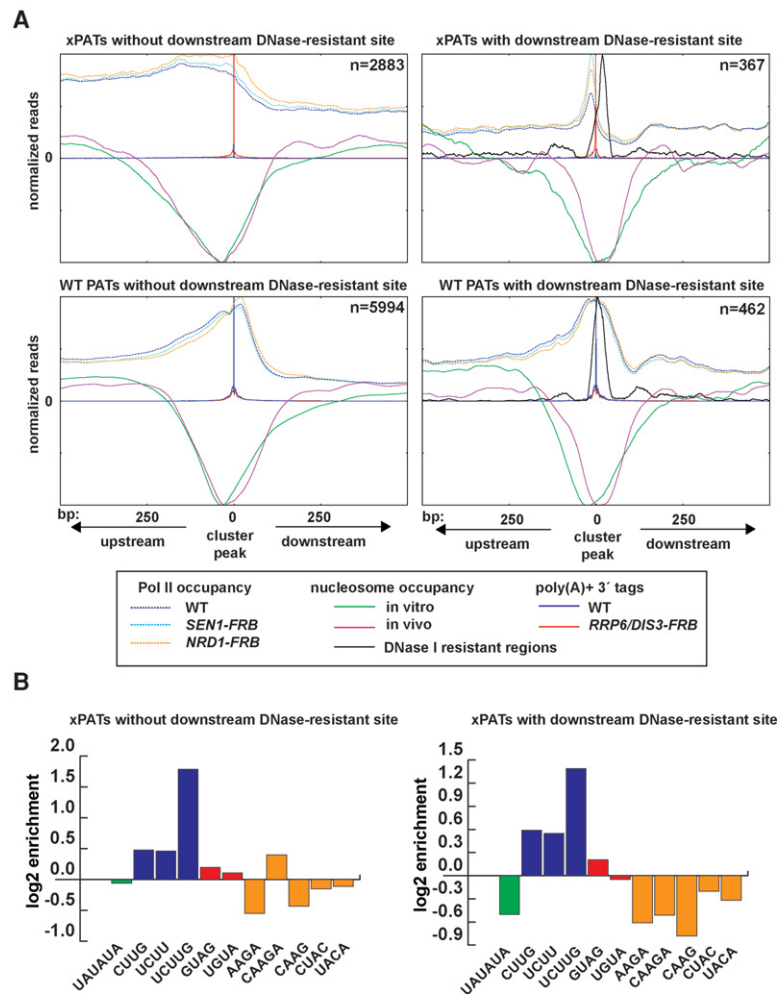 A
xPATs without downstream DNase-resistant site
xPATs with downstream DNase-resistant site
n=2883
n=367
normalized reads
0
WT PATs without downstream DNase-resistant site
WT PATs with downstream DNase-resistant site
n=5994
n=462
normalized reads
0
bp: 250 0 250 250 0 250
upstream cluster peak downstream upstream cluster peak downstream
Pol II occupancy nucleosome occupancy poly(A)+ 3´ tags
WT in vitro WT
SEN1-FRB in vivo RRP6/DIS3-FRB
NRD1-FRB DNase I resistant regions
B
xPATs without downstream DNase-resistant site
xPATs with downstream DNase-resistant site
log2 enrichment
2.0
1.5
1.0
0.5
0.0
-0.5
-1.0
UAUAUA CUUG UCUU UCUUG GUAG UGUA AAGA CAAGA CAAG CUAC UACA
log2 enrichment
1.5
1.2
0.9
0.6
0.3
0.0
-0.3
-0.6
-0.9
UAUAUA CUUG UCUU UCUUG GUAG UGUA AAGA CAAGA CAAG CUAC UACA